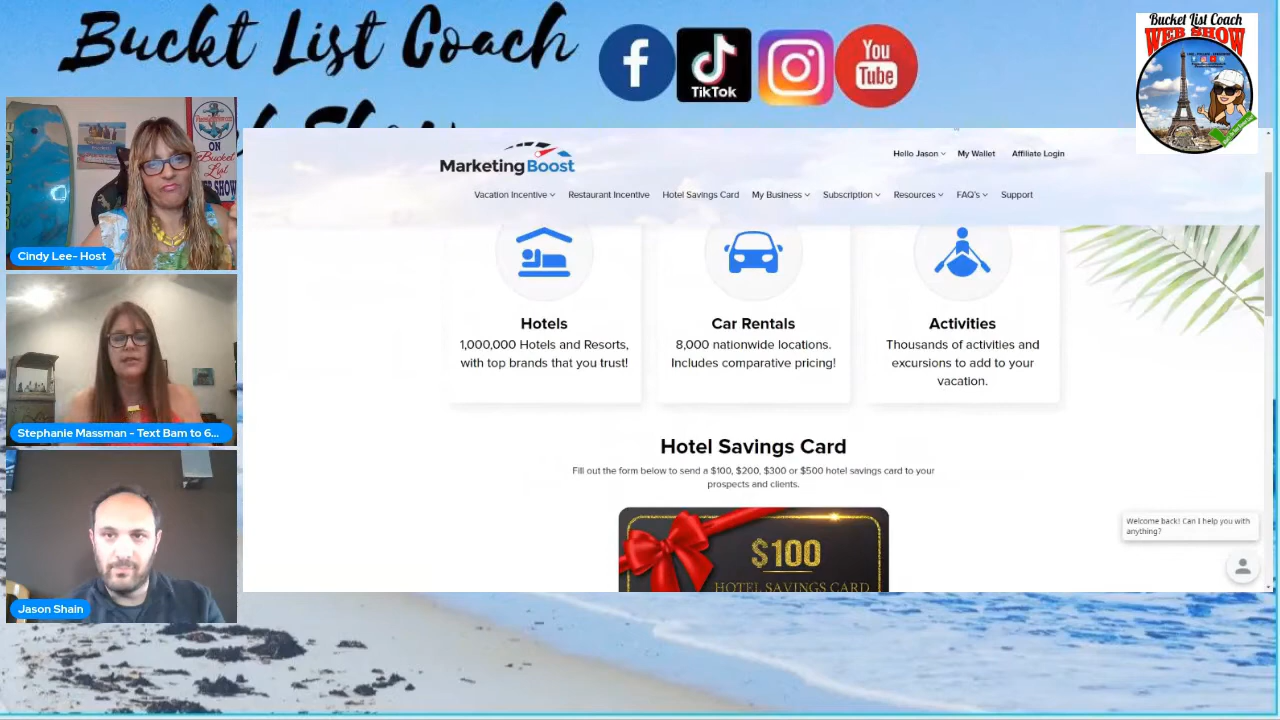 Buckt List Coach
TikTok
You
Tube
Bucket List Coach
WEB SHOW
ON
Bucket
List
Cindy Lee- Host
Stephanie Massman - Text Bam to 6...
Jason Shain
MarketingBoost
Hello Jason
My Wallet
Affiliate Login
Vacation Incentive
Restaurant Incentive
Hotel Savings Card
My Business
Subscription
Resources
FAQ's
Support
Hotels
1,000,000 Hotels and Resorts,
with top brands that you trust!
Car Rentals
8,000 nationwide locations.
Includes comparative pricing!
Activities
Thousands of activities and
excursions to add to your
vacation.
Hotel Savings Card
Fill out the form below to send a $100, $200, $300 or $500 hotel savings card to your
prospects and clients.
$100
HOTEL SAVINGS CARD
Welcome back! Can I help you with
anything?